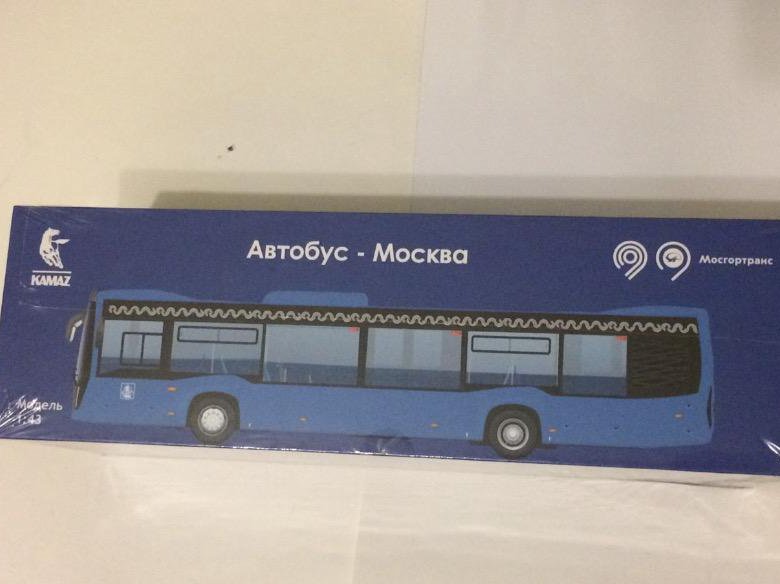 KAMAZ
Автобус - Москва
Мосгортранс
Модель
1:43